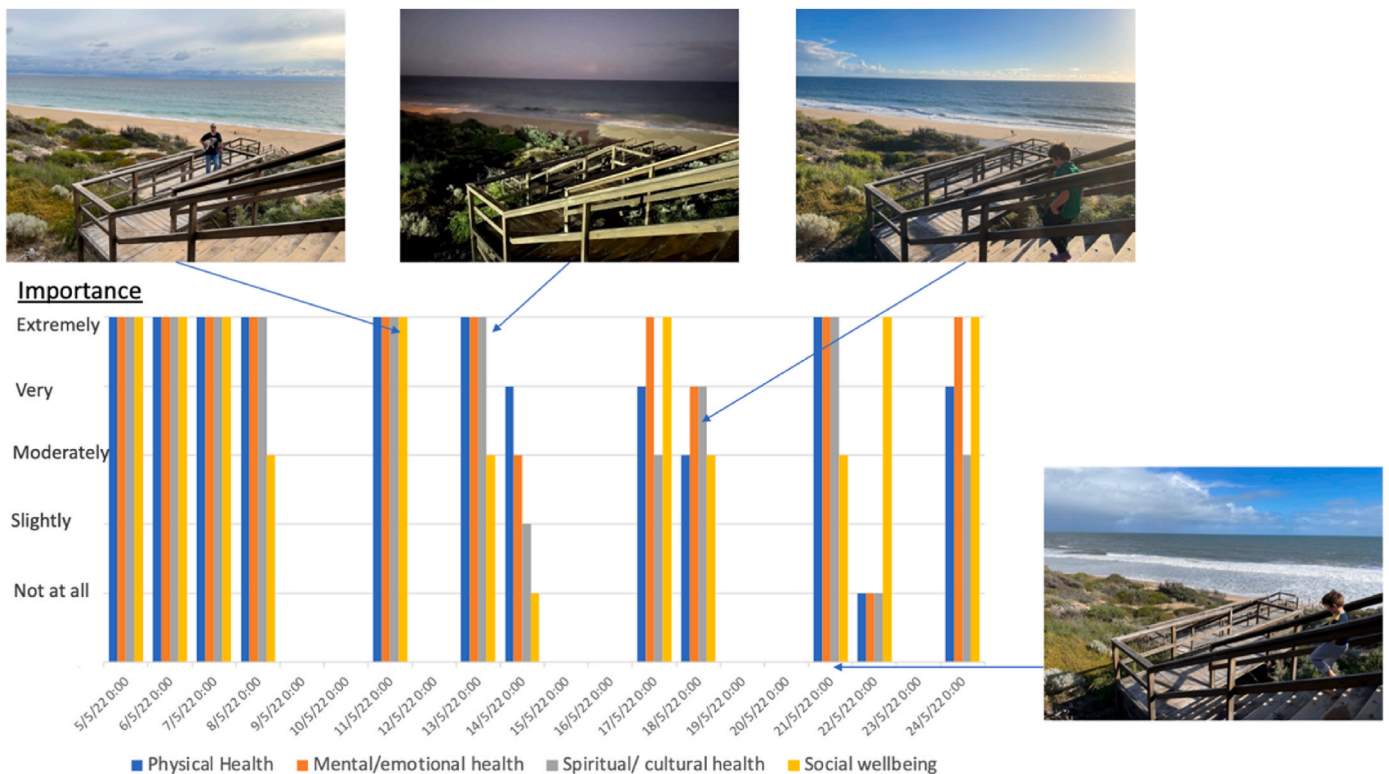 Importance
Extremely
Very
Moderately
Slightly
Not at all
5/5/22 0:00
6/5/22 0:00
7/5/22 0:00
8/5/22 0:00
9/5/22 0:00
10/5/22 0:00
11/5/22 0:00
12/5/22 0:00
13/5/22 0:00
14/5/22 0:00
15/5/22 0:00
16/5/22 0:00
17/5/22 0:00
18/5/22 0:00
19/5/22 0:00
20/5/22 0:00
21/5/22 0:00
22/5/22 0:00
23/5/22 0:00
24/5/22 0:00
Physical Health Mental/emotional health Spiritual/ cultural health Social wellbeing